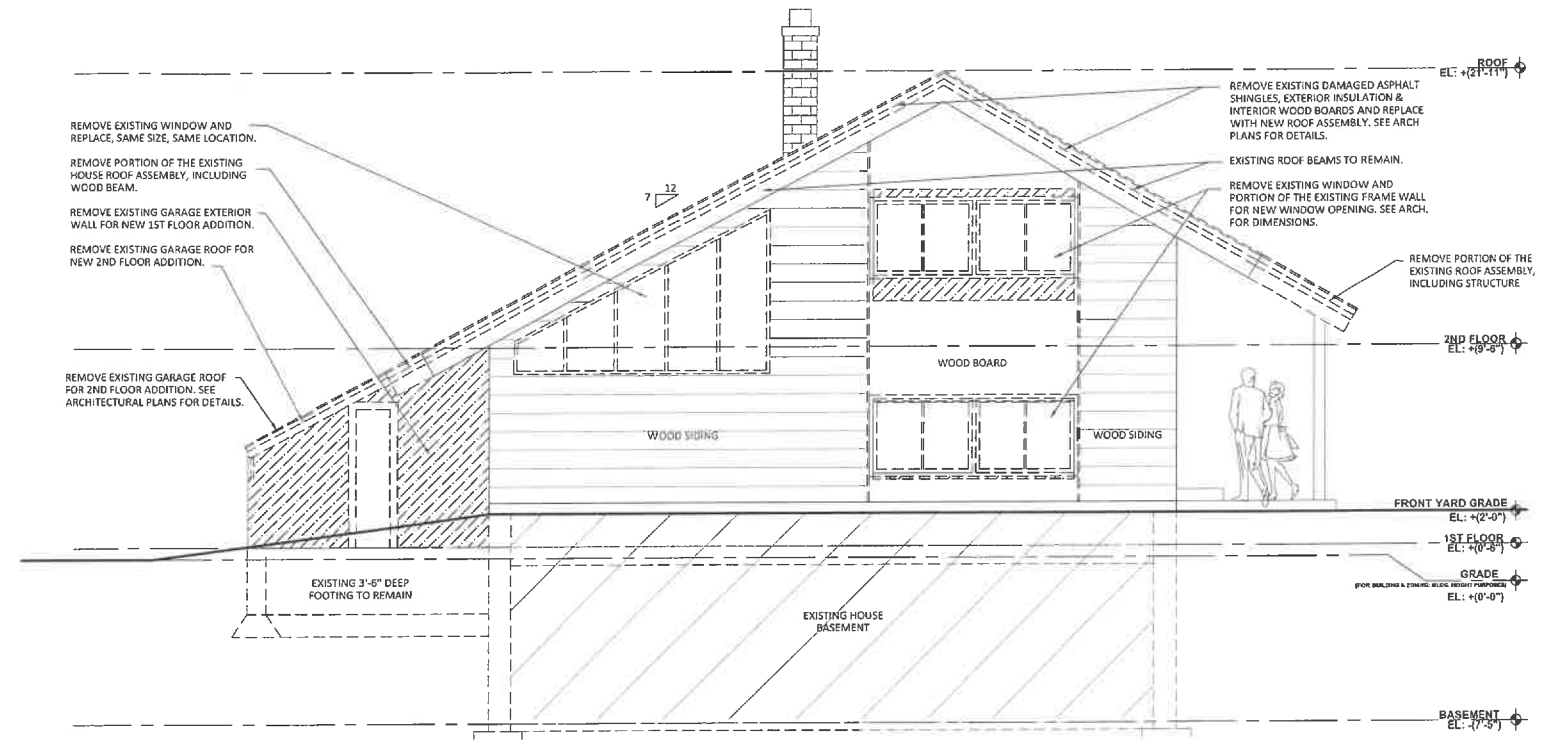 ROOF
EL: +(21'-11")
REMOVE EXISTING DAMAGED ASPHALT
SHINGLES, EXTERIOR INSULATION &
INTERIOR WOOD BOARDS AND REPLACE
WITH NEW ROOF ASSEMBLY. SEE ARCH
PLANS FOR DETAILS.
EXISTING ROOF BEAMS TO REMAIN.
REMOVE EXISTING WINDOW AND
PORTION OF THE EXISTING FRAME WALL
FOR NEW WINDOW OPENING. SEE ARCH.
FOR DIMENSIONS.
REMOVE PORTION OF THE
EXISTING ROOF ASSEMBLY,
INCLUDING STRUCTURE
REMOVE EXISTING WINDOW AND
REPLACE, SAME SIZE, SAME LOCATION.
REMOVE PORTION OF THE EXISTING
HOUSE ROOF ASSEMBLY, INCLUDING
WOOD BEAM.
REMOVE EXISTING GARAGE EXTERIOR
WALL FOR NEW 1ST FLOOR ADDITION.
REMOVE EXISTING GARAGE ROOF FOR
NEW 2ND FLOOR ADDITION.
REMOVE EXISTING GARAGE ROOF
FOR 2ND FLOOR ADDITION. SEE
ARCHITECTURAL PLANS FOR DETAILS.
12
7
2ND FLOOR
EL: +(9'-6")
WOOD BOARD
WOOD SIDING
WOOD SIDING
FRONT YARD GRADE
EL: +(2'-0")
1ST FLOOR
EL: +(0'-6")
GRADE
(FOR BUILDING & ZONING: BLDG. HEIGHT PURPOSES)
EL: +(0'-0")
EXISTING 3'-6" DEEP
FOOTING TO REMAIN
EXISTING HOUSE
BASEMENT
BASEMENT
EL: -(7'-5")